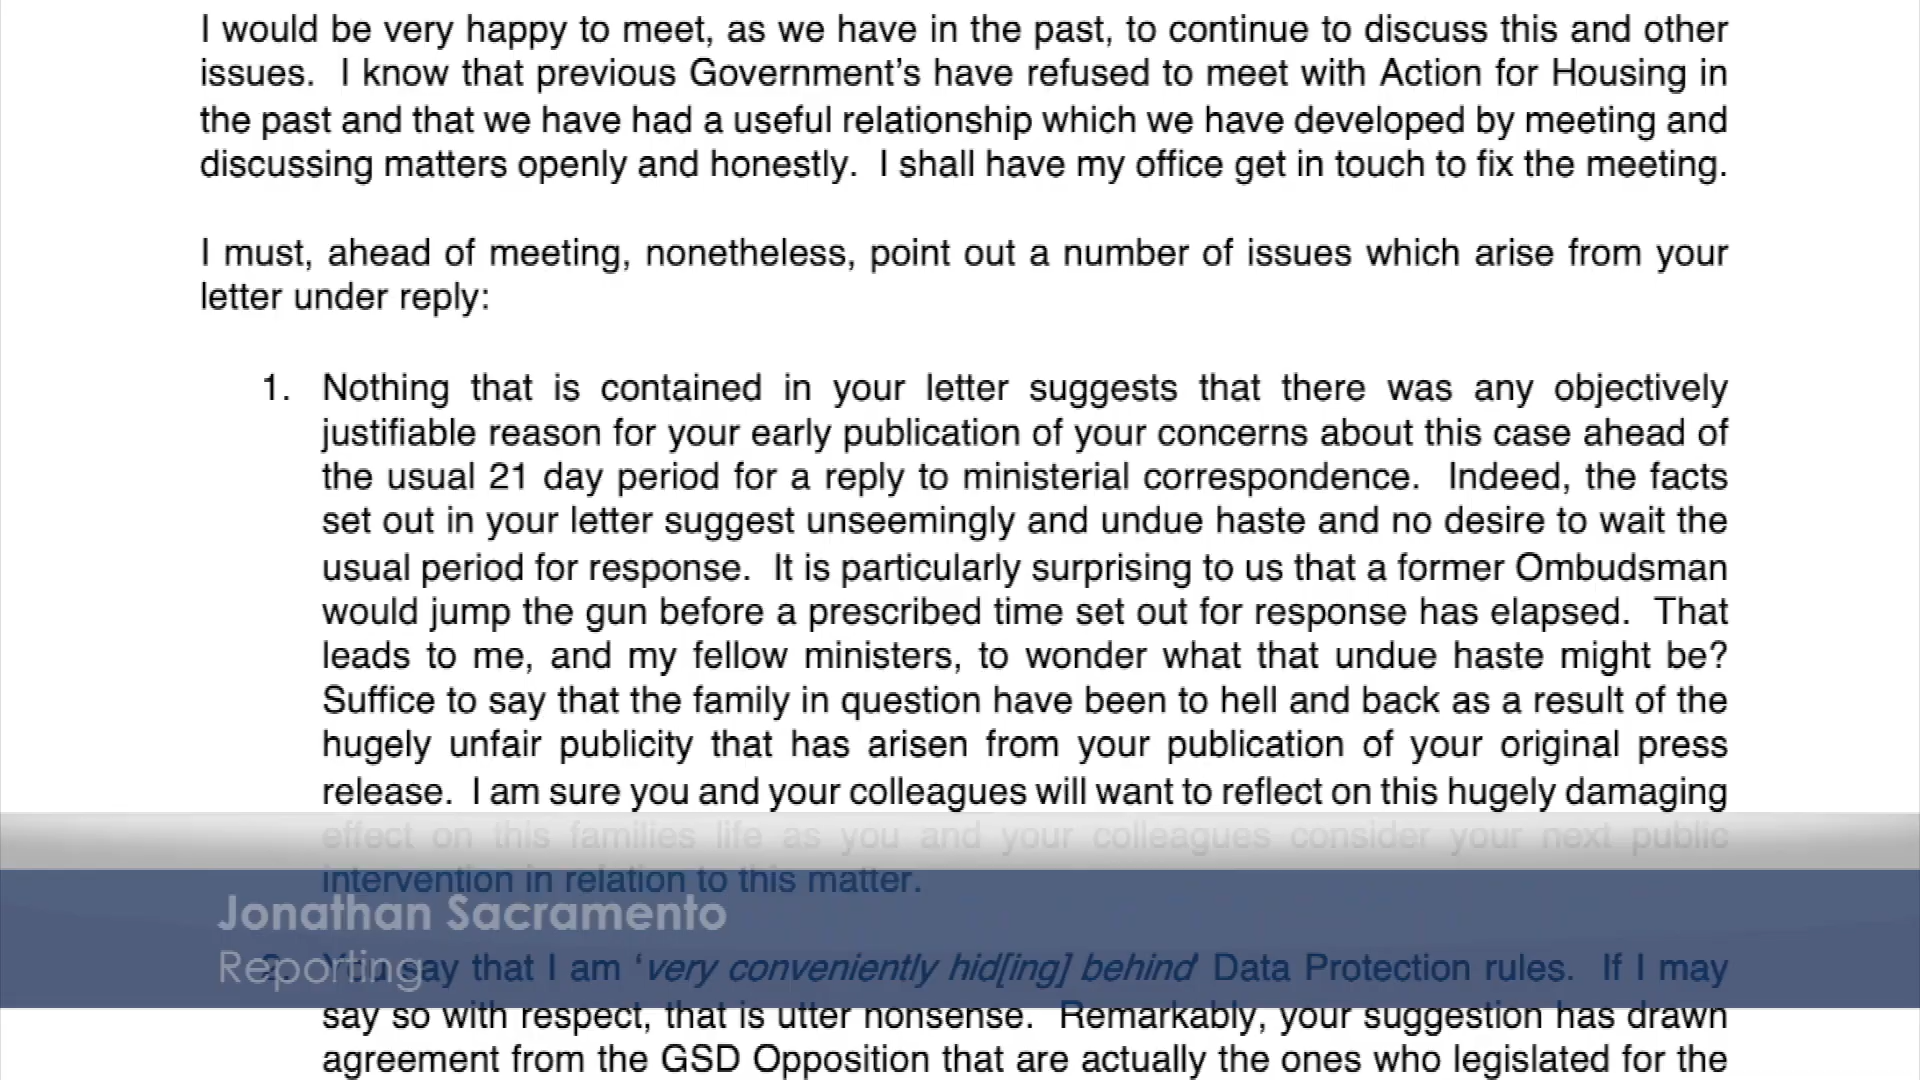 I would be very happy to meet, as we have in the past, to continue to discuss this and other
issues.  I know that previous Government's have refused to meet with Action for Housing in
the past and that we have had a useful relationship which we have developed by meeting and
discussing matters openly and honestly.  I shall have my office get in touch to fix the meeting.
I must, ahead of meeting, nonetheless, point out a number of issues which arise from your
letter under reply:
1. Nothing that is contained in your letter suggests that there was any objectively
justifiable reason for your early publication of your concerns about this case ahead of
the usual 21 day period for a reply to ministerial correspondence.  Indeed, the facts
set out in your letter suggest unseemingly and undue haste and no desire to wait the
usual period for response.  It is particularly surprising to us that a former Ombudsman
would jump the gun before a prescribed time set out for response has elapsed.  That
leads to me, and my fellow ministers, to wonder what that undue haste might be?
Suffice to say that the family in question have been to hell and back as a result of the
hugely unfair publicity that has arisen from your publication of your original press
release.  I am sure you and your colleagues will want to reflect on this hugely damaging
effect on this families life as you and your colleagues consider your next public
intervention in relation to this matter.
Jonathan Sacramento
Reporting
2. You say that I am 'very conveniently hid[ing] behind' Data Protection rules.  If I may
say so with respect, that is utter nonsense.  Remarkably, your suggestion has drawn
agreement from the GSD Opposition that are actually the ones who legislated for the